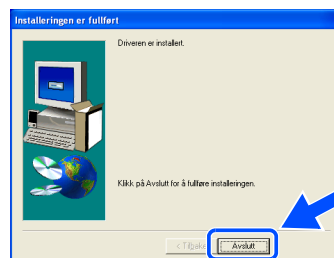 Installeringen er fullført
Driveren er installert.
Klikk på Avslutt for å fullføre installeringen.
< Tilbake
Avslutt